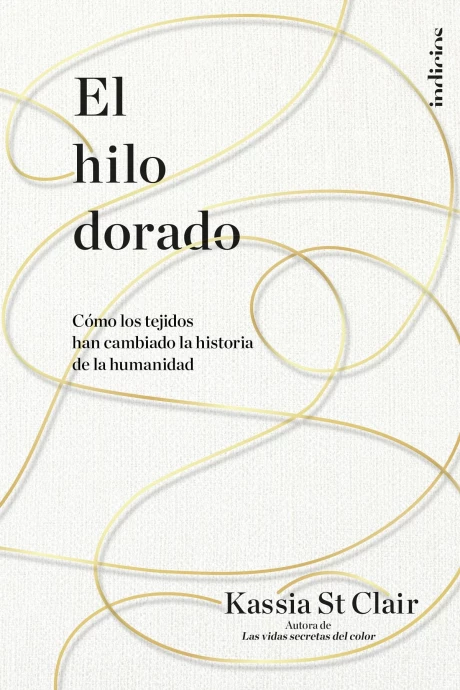 indicios
El
hilo
dorado
Cómo los tejidos
han cambiado la historia
de la humanidad
Kassia St Clair
Autora de
Las vidas secretas del color